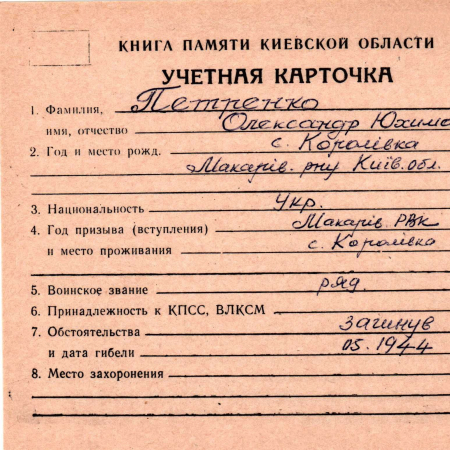 КНИГА ПАМЯТИ КИЕВСКОЙ ОБЛАСТИ
УЧЕТНАЯ КАРТОЧКА
1. Фамилия, Петренко
имя, отчество Олександр Юхимо
2. Год и место рожд. с. Королівка
Макарів. р-ну Київ. обл.
3. Национальность Укр.
4. Год призыва (вступления) Макарів. РВК
и место проживания с. Королівка
5. Воинское звание ряд.
6. Принадлежность к КПСС, ВЛКСМ
7. Обстоятельства Загинув
и дата гибели 05.1944
8. Место захоронения